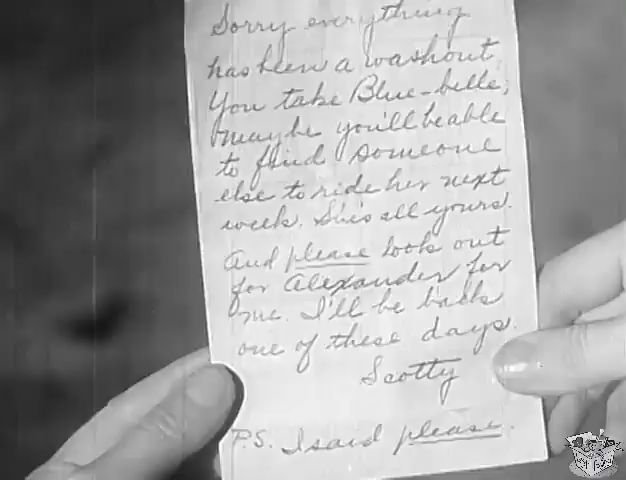 Sorry everything
has been a washout.
You take Blue-belle;
maybe you'll be able
to find someone
else to ride her next
week. She's all yours.
And please look out
for Alexander for
me. I'll be back
one of these days.
Scotty
P.S. I said please.